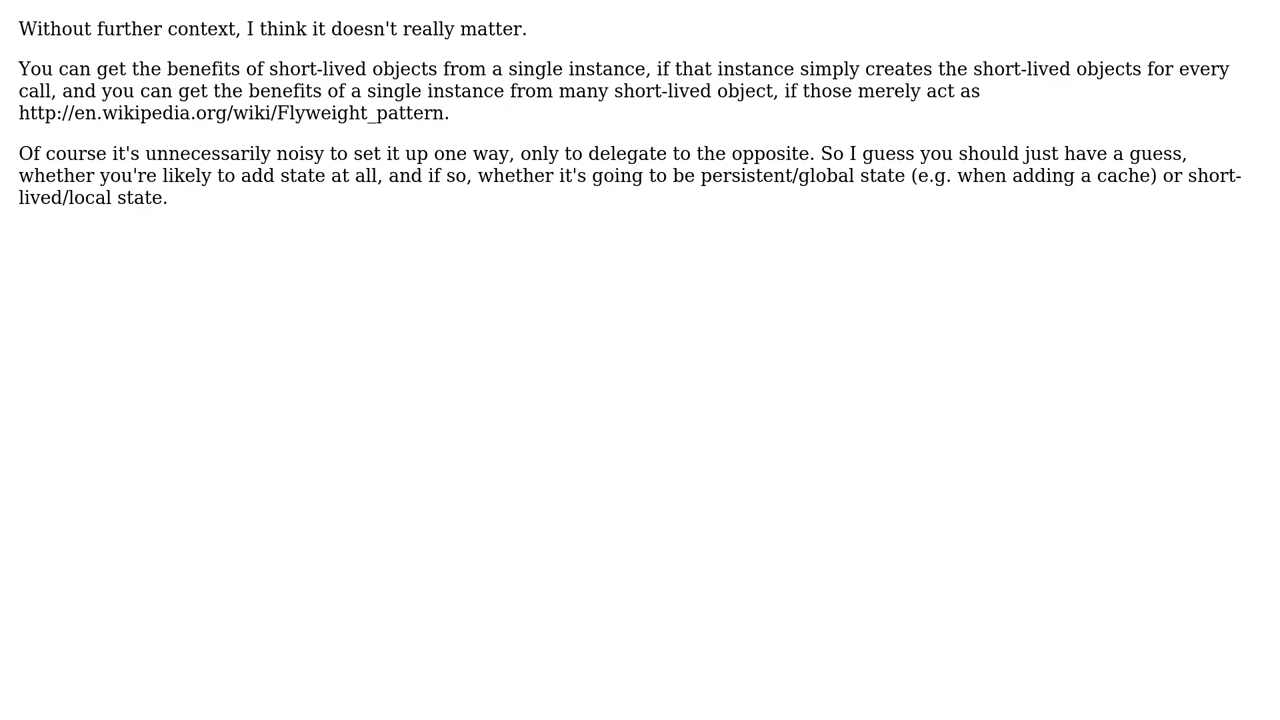 Without further context, I think it doesn't really matter.
You can get the benefits of short-lived objects from a single instance, if that instance simply creates the short-lived objects for every
call, and you can get the benefits of a single instance from many short-lived object, if those merely act as
http://en.wikipedia.org/wiki/Flyweight_pattern.
Of course it's unnecessarily noisy to set it up one way, only to delegate to the opposite. So I guess you should just have a guess,
whether you're likely to add state at all, and if so, whether it's going to be persistent/global state (e.g. when adding a cache) or short-
lived/local state.